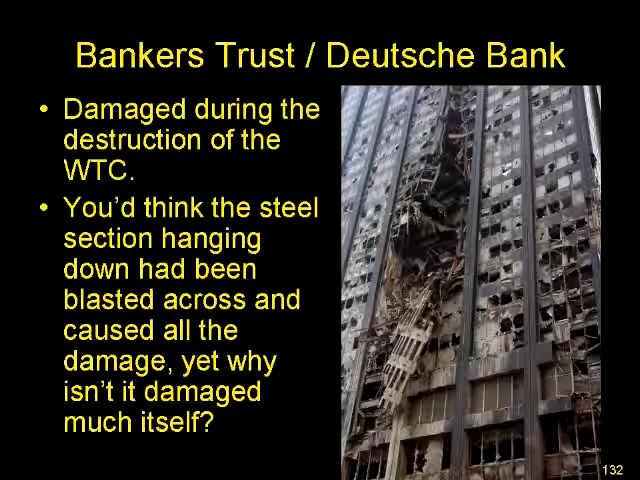 Bankers Trust / Deutsche Bank
• Damaged during the
destruction of the
WTC.
• You'd think the steel
section hanging
down had been
blasted across and
caused all the
damage, yet why
isn't it damaged
much itself?
132